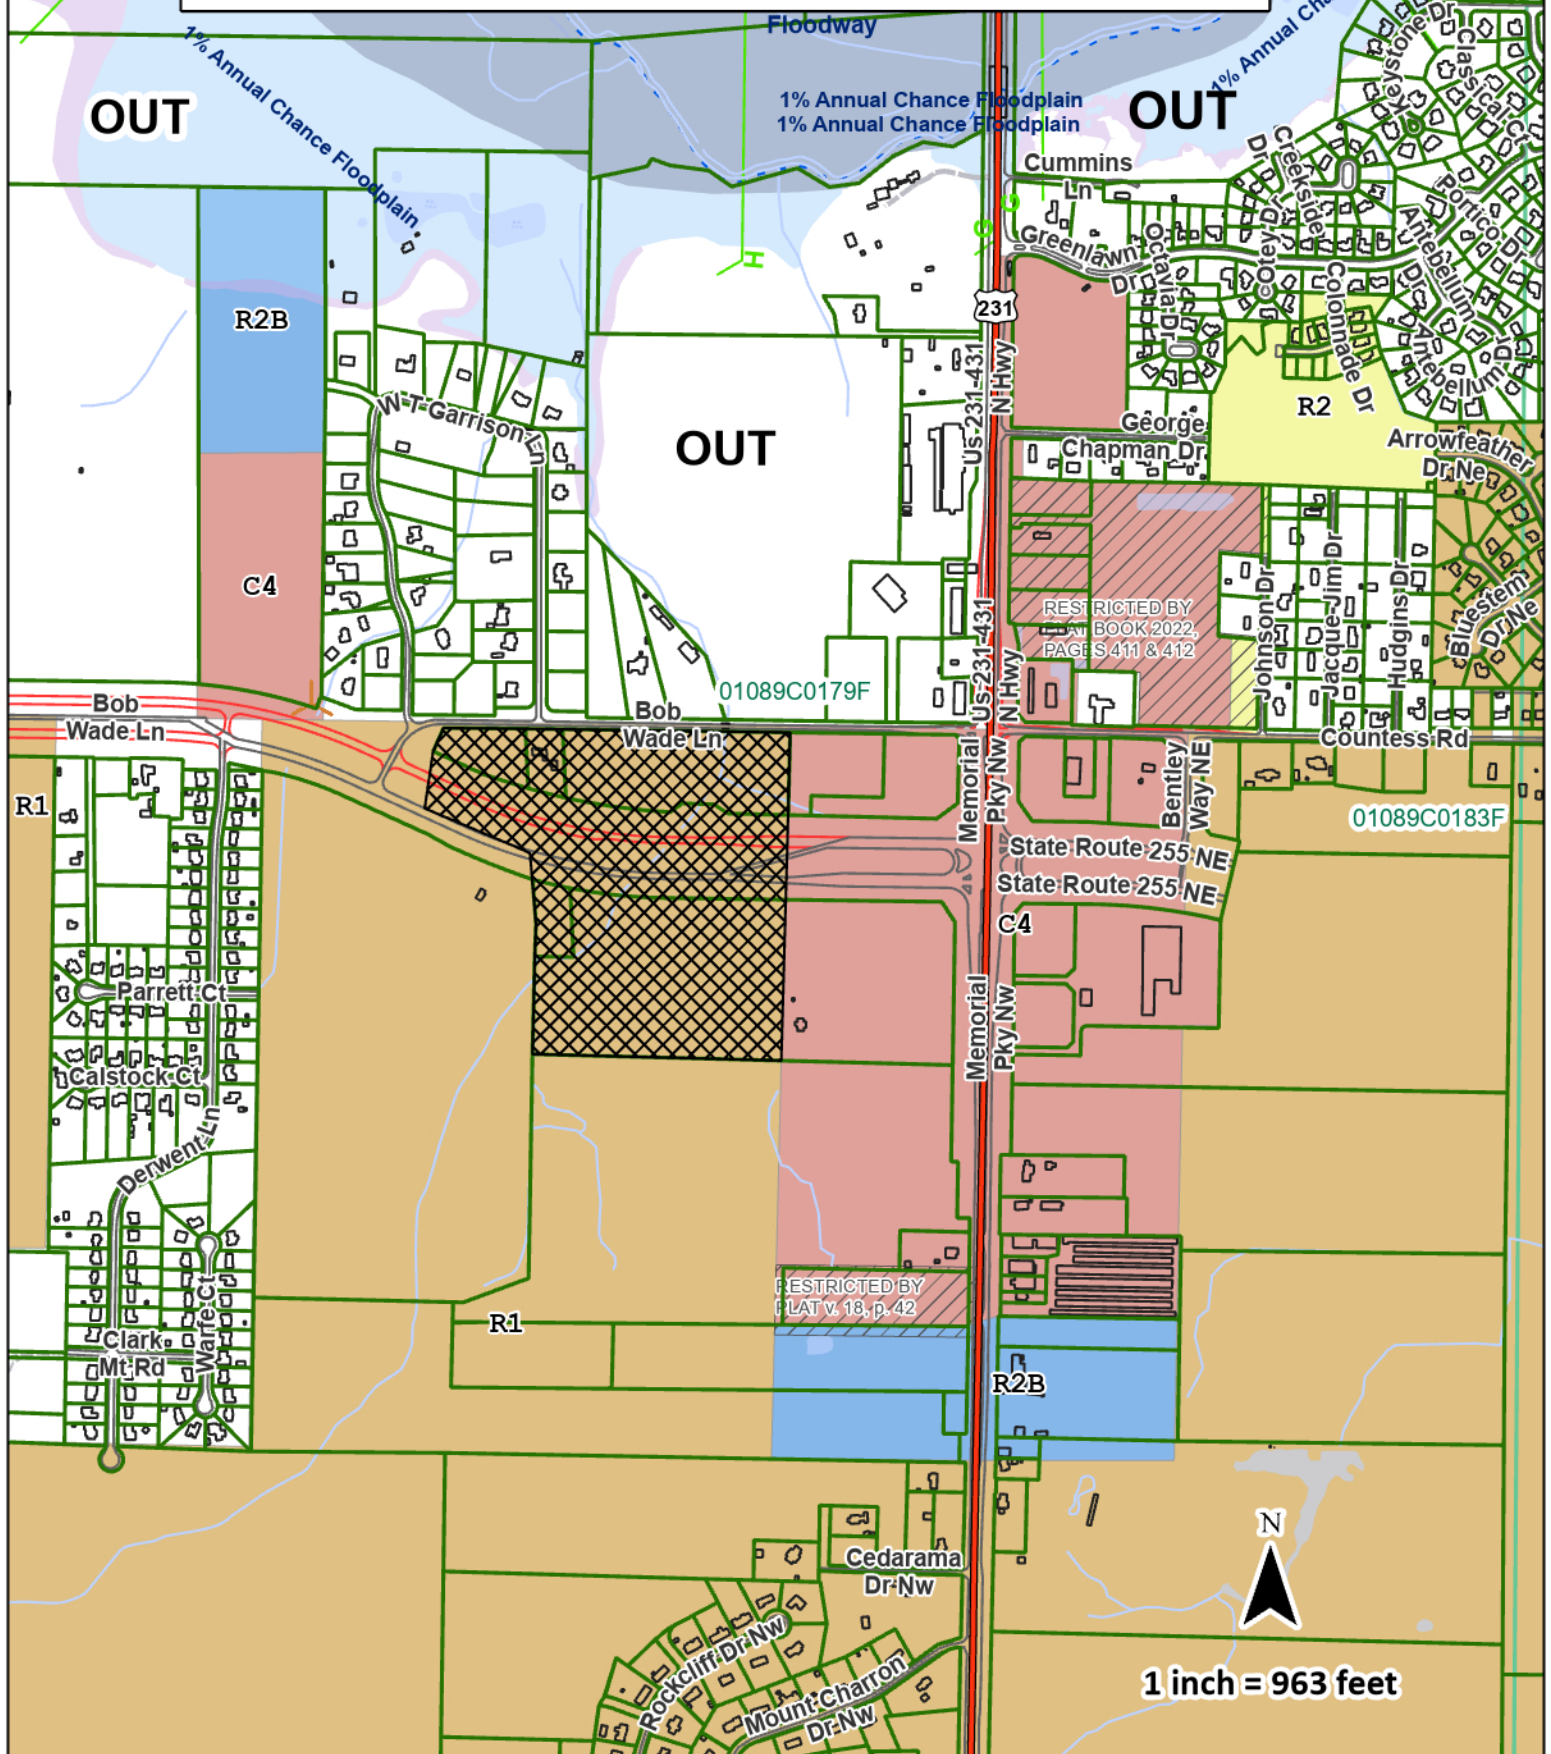 Floodway
1% Annual Chance Floodplain
1% Annual Cha
OUT
1% Annual Chance Floodplain
1% Annual Chance Floodplain
OUT
Keystone Dr
Classical Ct
Cummins
Ln
Creekside
Dr
Otey Dr
Portico Dr
Antebellum
Dr
G
G
H
Greenlawn
Dr
Octavia Dr
Colonnade Dr
Antebellum Dr
231
R2B
Us-231-431
N Hwy
W T Garrison Ln
OUT
George
Chapman Dr
R2
Arrowfeather
Dr Ne
C4
RESTRICTED BY
PLAT BOOK 2022,
PAGES 411 & 412
Us-231-431
N Hwy
Johnson Dr
Jacque-Jim Dr
Hudgins Dr
Bluestem
Dr Ne
01089C0179F
Bob
Wade Ln
Bob
Wade Ln
Countess Rd
R1
Memorial
Pky Nw
Bentley
Way NE
01089C0183F
State Route 255 NE
State Route 255 NE
C4
Parrett Ct
Memorial
Pky Nw
Calstock Ct
Derwent Ln
RESTRICTED BY
PLAT v. 18, p. 42
R1
Clark
Mt Rd
Warfe Ct
R2B
N
Cedarama
Dr Nw
Rockcliff Dr Nw
Mount Charron
Dr Nw
1 inch = 963 feet